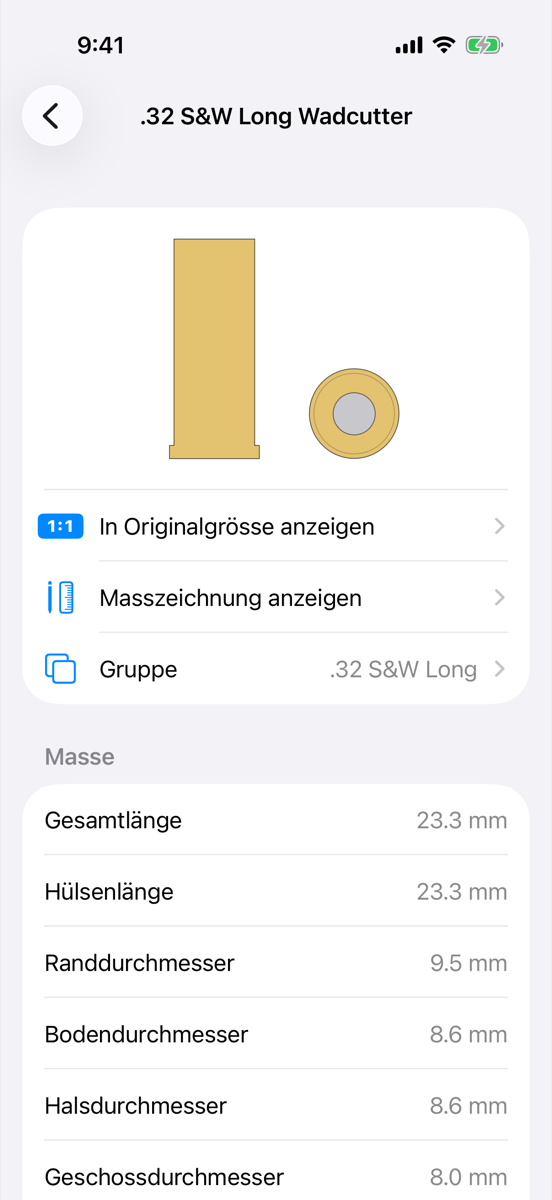 9:41
.32 S&W Long Wadcutter
1:1 In Originalgrösse anzeigen
Masszeichnung anzeigen
Gruppe .32 S&W Long
Masse
Gesamtlänge 23.3 mm
Hülsenlänge 23.3 mm
Randdurchmesser 9.5 mm
Bodendurchmesser 8.6 mm
Halsdurchmesser 8.6 mm
Geschossdurchmesser 8.0 mm